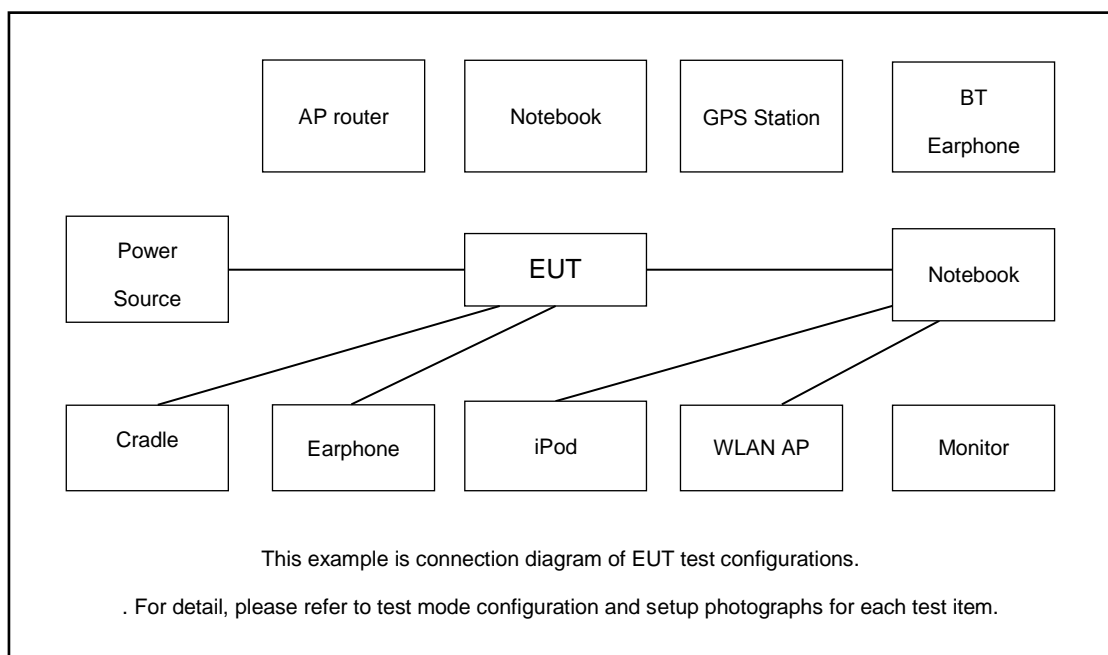 AP router
Notebook
GPS Station
BT
Earphone
Power
Source
EUT
Notebook
Cradle
Earphone
iPod
WLAN AP
Monitor
This example is connection diagram of EUT test configurations.
. For detail, please refer to test mode configuration and setup photographs for each test item.